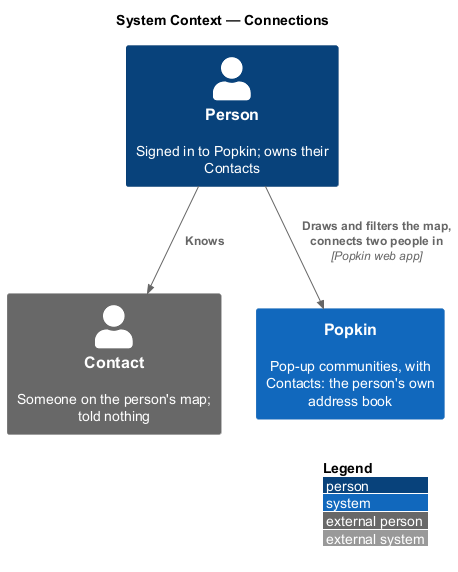 System Context — Connections
Person
Signed in to Popkin; owns their
Contacts
Knows
Draws and filters the map,
connects two people in
[Popkin web app]
Contact
Someone on the person's map;
told nothing
Popkin
Pop-up communities, with
Contacts: the person's own
address book
Legend
person
system
external person
external system